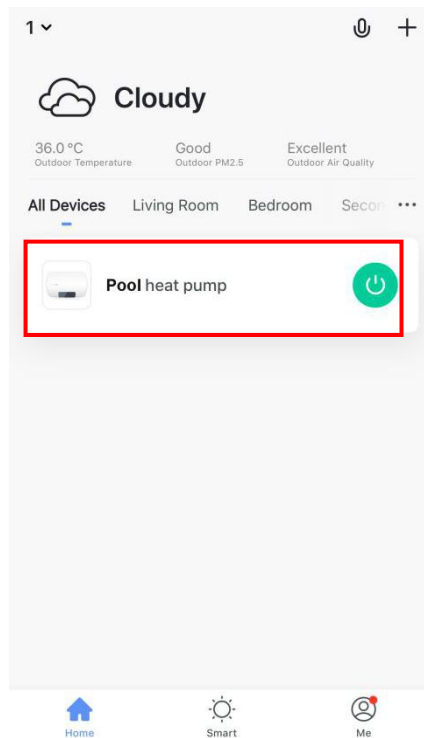 1
Cloudy
36.0 °C Good Excellent
Outdoor Temperature Outdoor PM2.5 Outdoor Air Quality
All Devices Living Room Bedroom Secon ···
Pool heat pump
Home Smart Me